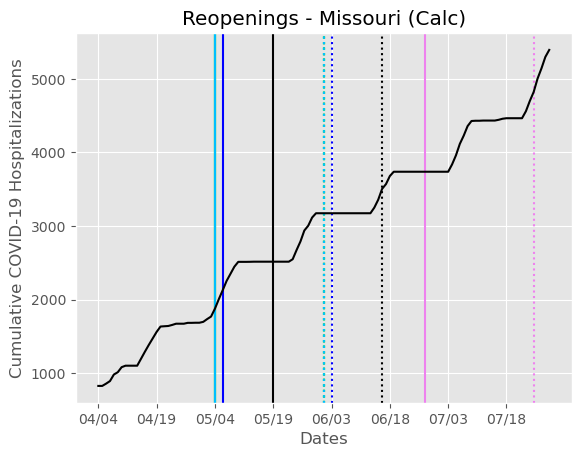 Reopenings - Missouri (Calc)
Cumulative COVID-19 Hospitalizations
5000
4000
3000
2000
1000
04/04 04/19 05/04 05/19 06/03 06/18 07/03 07/18
Dates